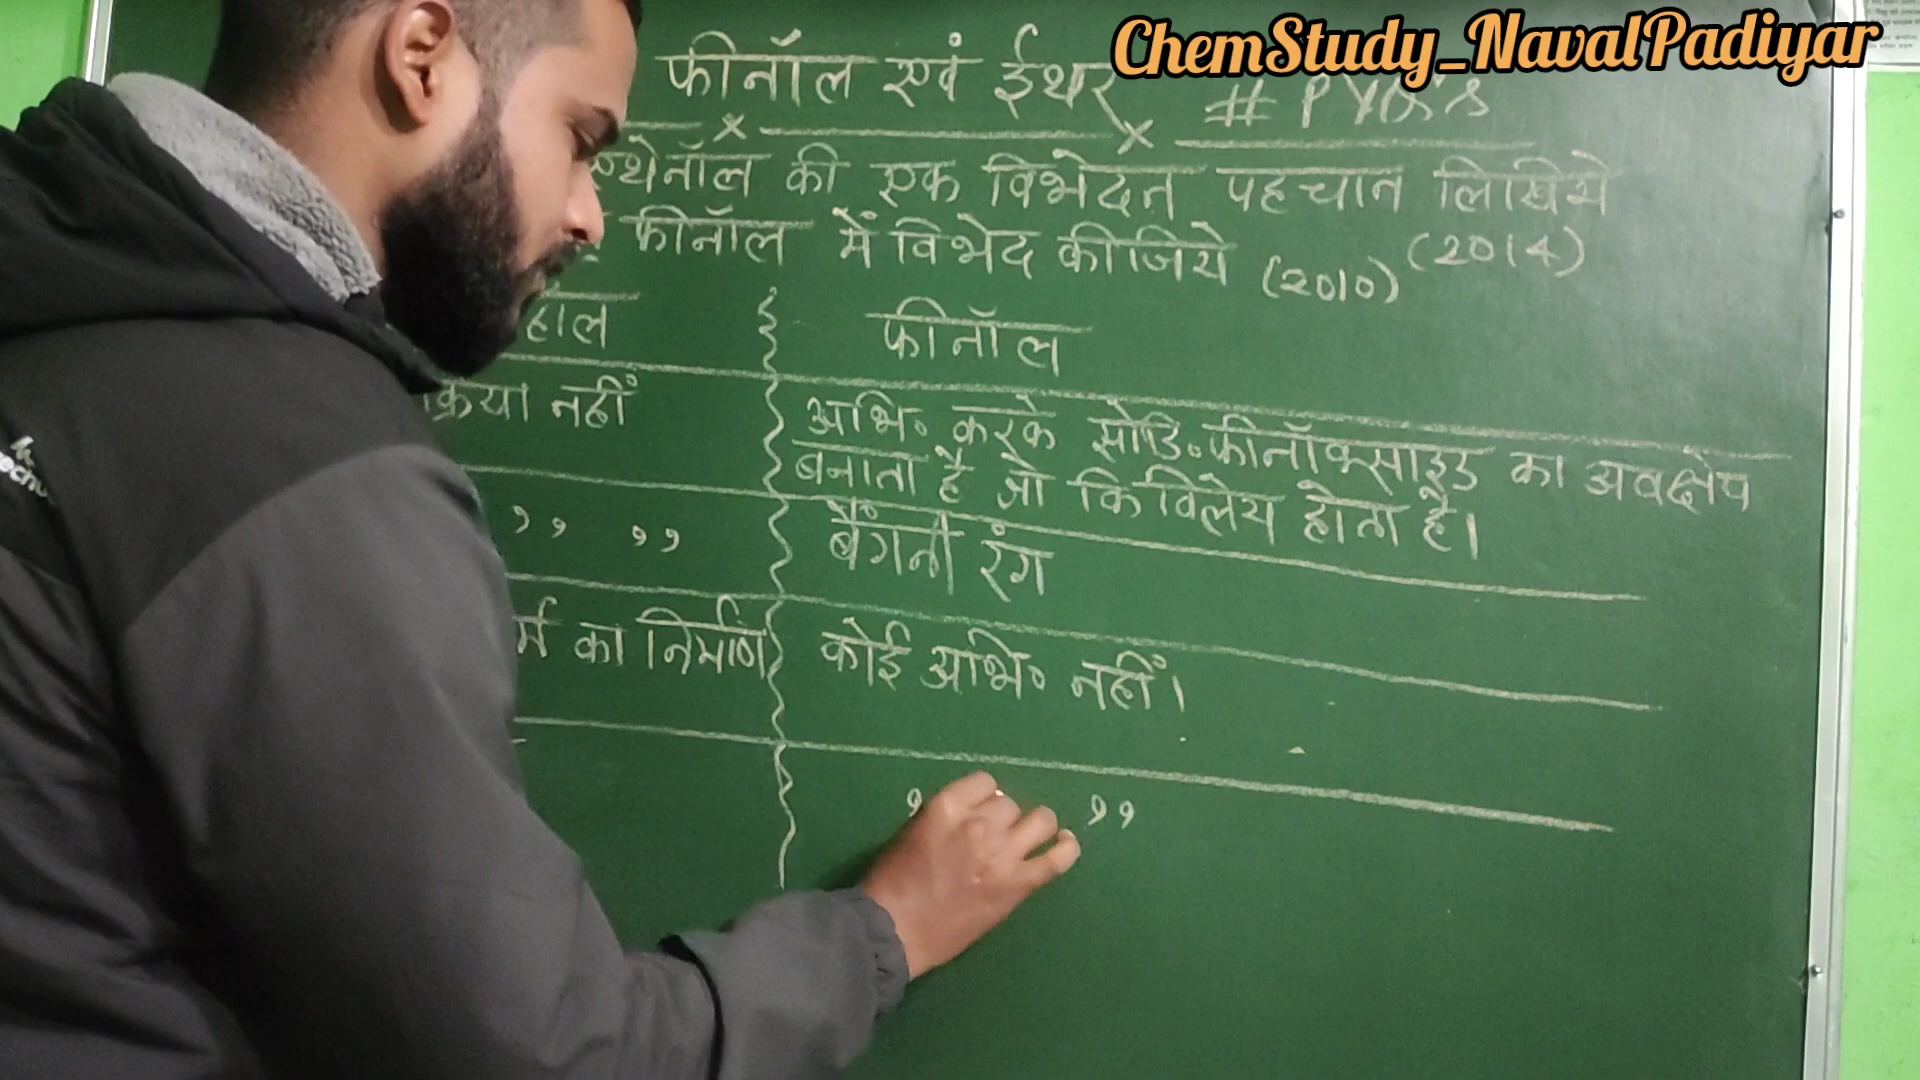 ChemStudy_NavalPadiyar
फीनॉल एवं ईथर # PYQ's
एथेनॉल की एक विभेदन पहचान लिखिये (2014)
फीनॉल में विभेद कीजिये (2010)
हाल फीनॉल
क्रिया नहीं अभि० करके सोडि०फीनॉक्साइड का अवक्षेप
बनाता है जो कि विलेय होता है।
,, ,, बैंगनी रंग
र्म का निर्माण कोई अभि० नहीं।
,, ,,